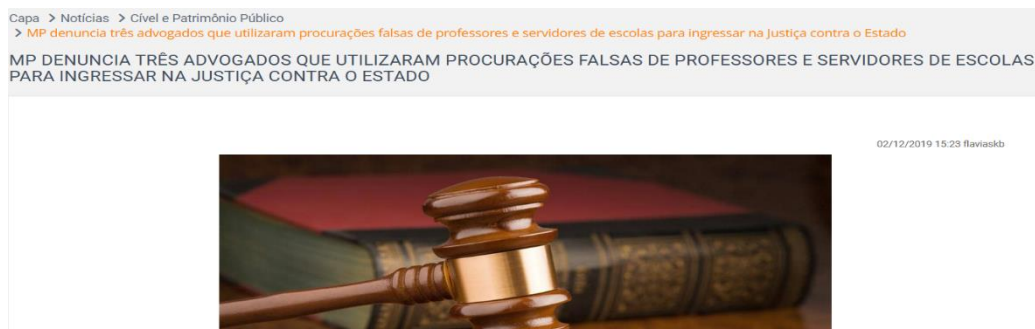 Capa > Notícias > Cível e Patrimônio Público
> MP denuncia três advogados que utilizaram procurações falsas de professores e servidores de escolas para ingressar na Justiça contra o Estado
MP DENUNCIA TRÊS ADVOGADOS QUE UTILIZARAM PROCURAÇÕES FALSAS DE PROFESSORES E SERVIDORES DE ESCOLAS
PARA INGRESSAR NA JUSTIÇA CONTRA O ESTADO
02/12/2019 15:23 flaviaskb